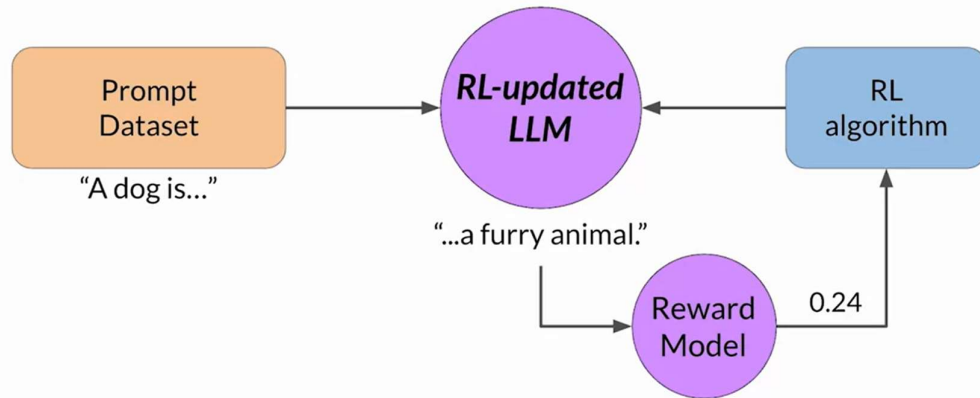 Prompt
Dataset
“A dog is...”
RL-updated
LLM
“...a furry animal.”
RL
algorithm
Reward
Model
0.24